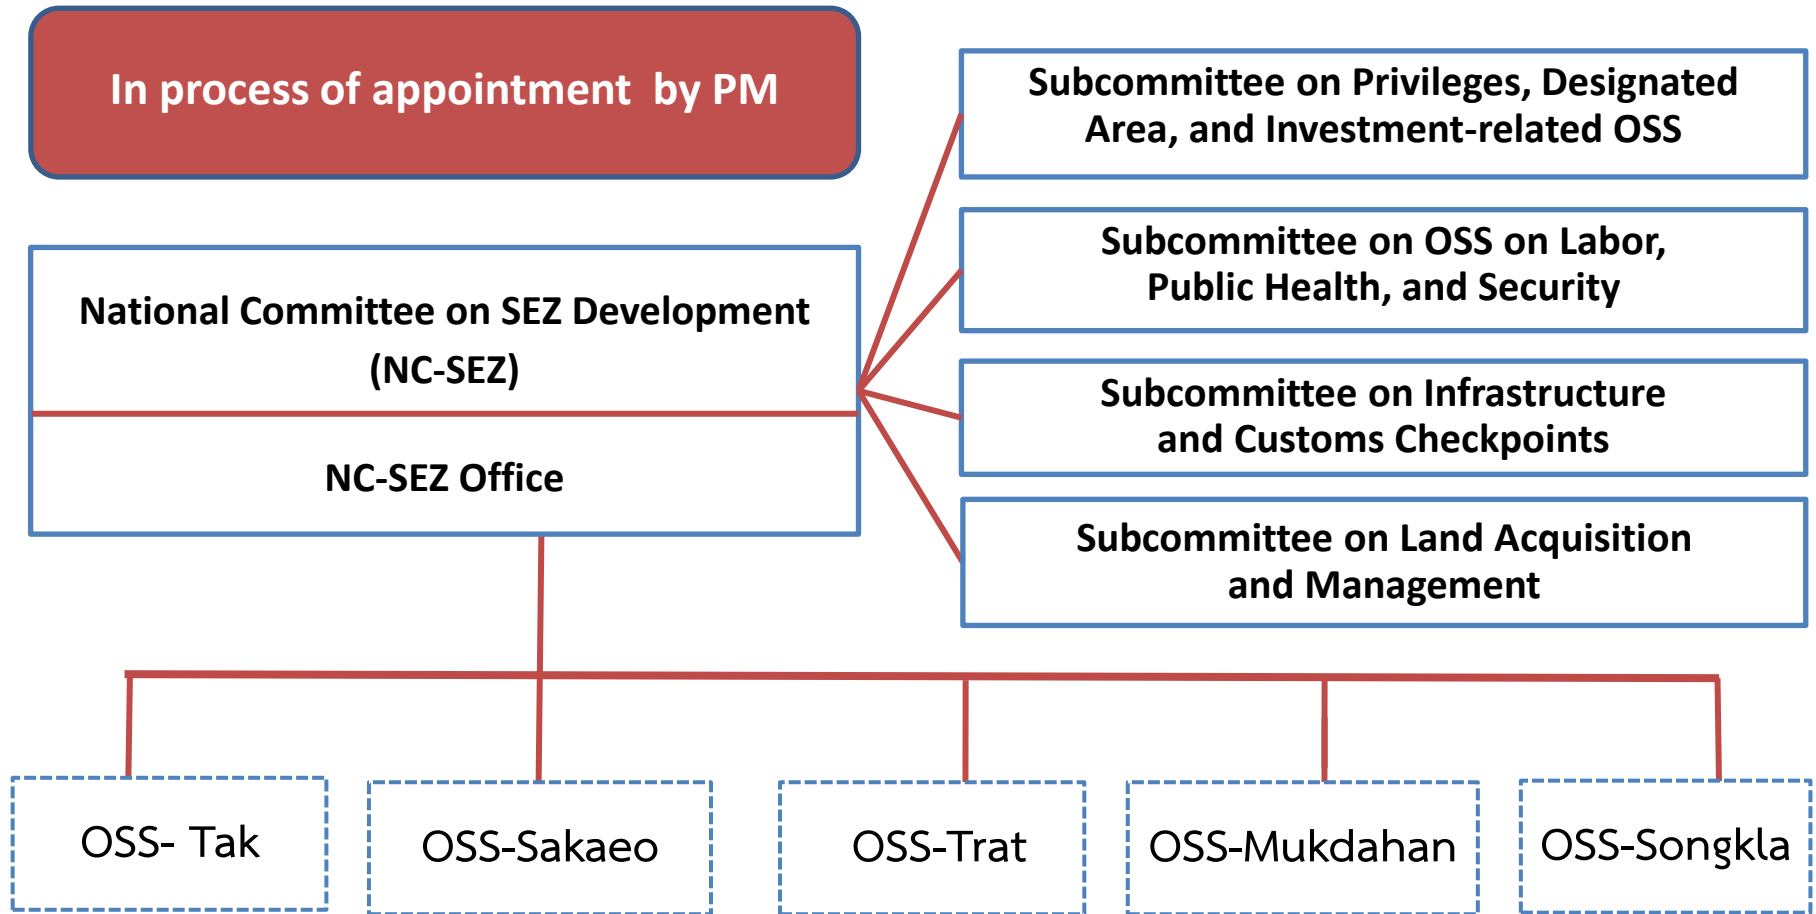 In process of appointment by PM
Subcommittee on Privileges, Designated
Area, and Investment-related OSS
Subcommittee on OSS on Labor,
Public Health, and Security
National Committee on SEZ Development
(NC-SEZ)
Subcommittee on Infrastructure
and Customs Checkpoints
NC-SEZ Office
Subcommittee on Land Acquisition
and Management
OSS- Tak
OSS-Sakaeo
OSS-Trat
OSS-Mukdahan
OSS-Songkla